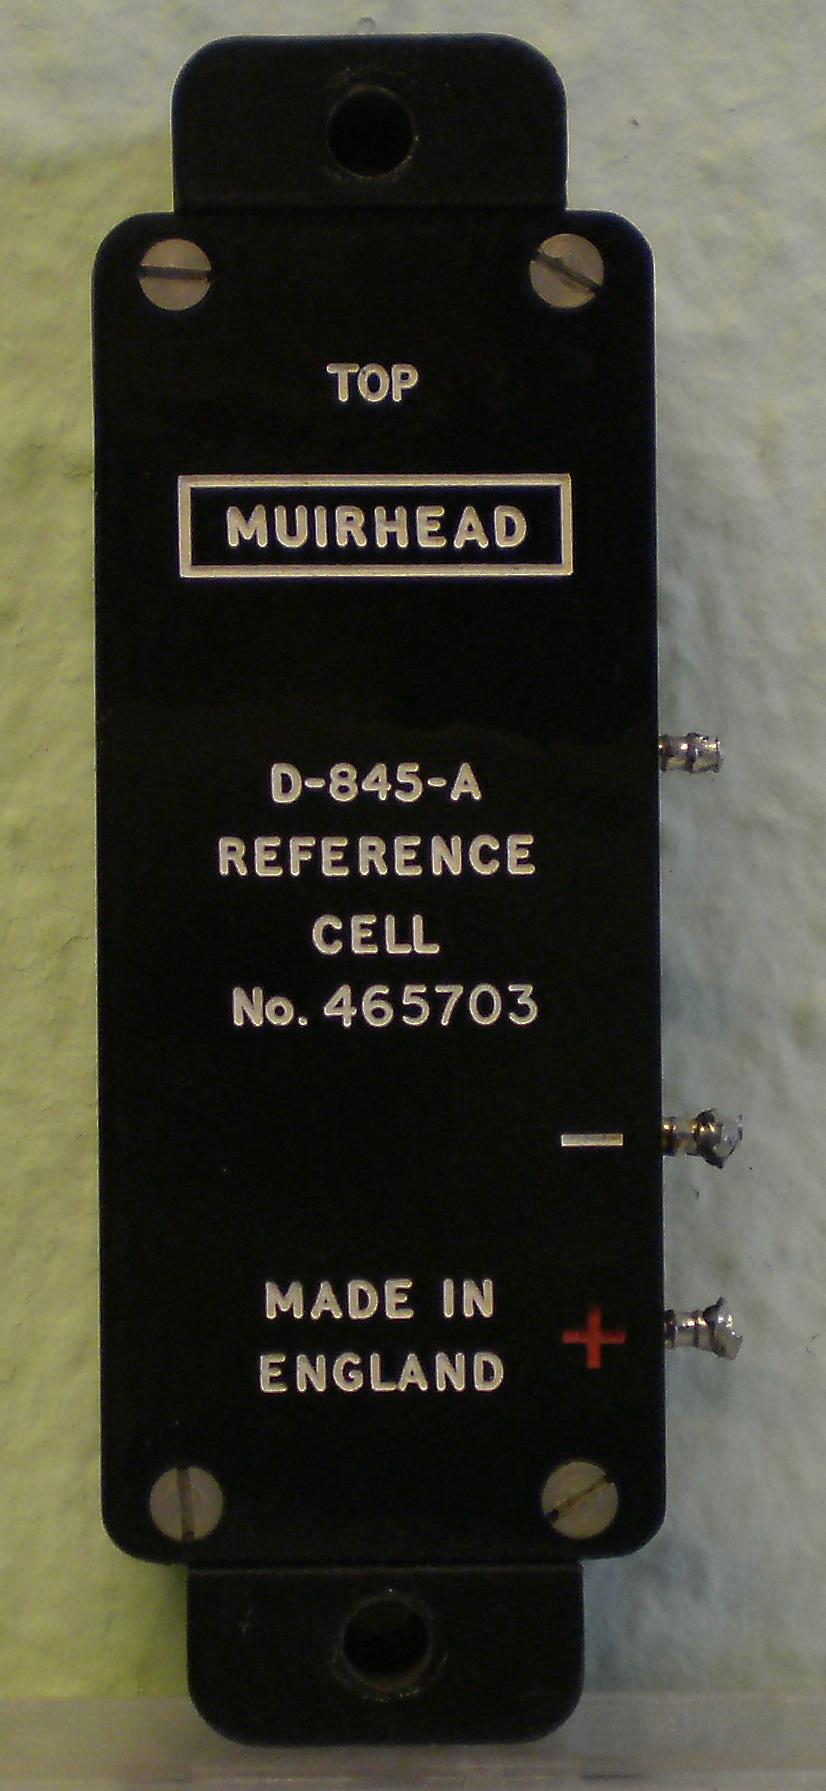 TOP
MUIRHEAD
D-845-A
REFERENCE
CELL
No. 465703
−
MADE IN
+
ENGLAND